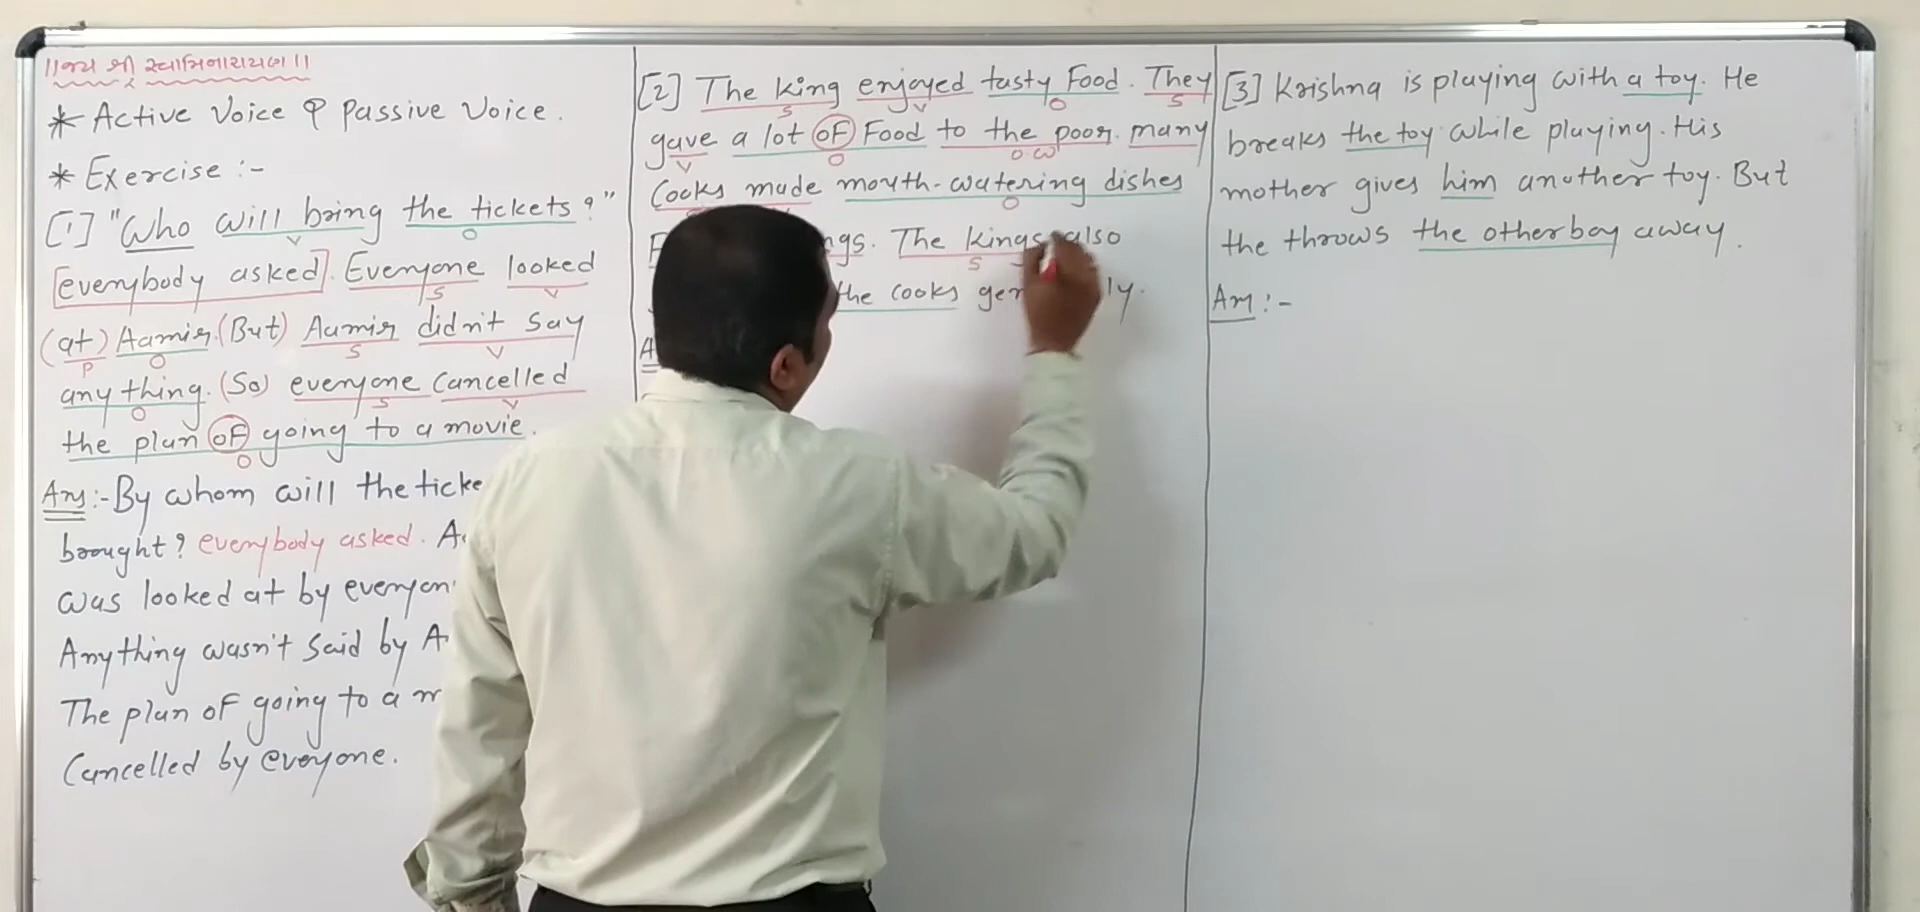 ॥જય શ્રી સ્વામિનારાયણ॥
* Active Voice & Passive Voice.
* Exercise :-
[1] "Who will bring the tickets?"
V O
[everybody asked]. Everyone looked
S V
(at) Aamir. (But) Aamir didn't say
P O S V
any thing. (So) everyone cancelled
O S V
the plan of going to a movie.
O
Ans :- By whom will the ticke
brought? everybody asked. A
was looked at by everyon
Anything wasn't said by A
The plan of going to a m
Cancelled by everyone.
[2] The king enjoyed tasty Food. They
S V O S
gave a lot of Food to the poor. many
V O O.W
Cooks made mouth-watering dishes
O
ngs. The kings also
S
the cooks gen ly.
A
[3] Krishna is playing with a toy. He
breaks the toy while playing. His
mother gives him another toy. But
the throws the other boy away.
Ans :-